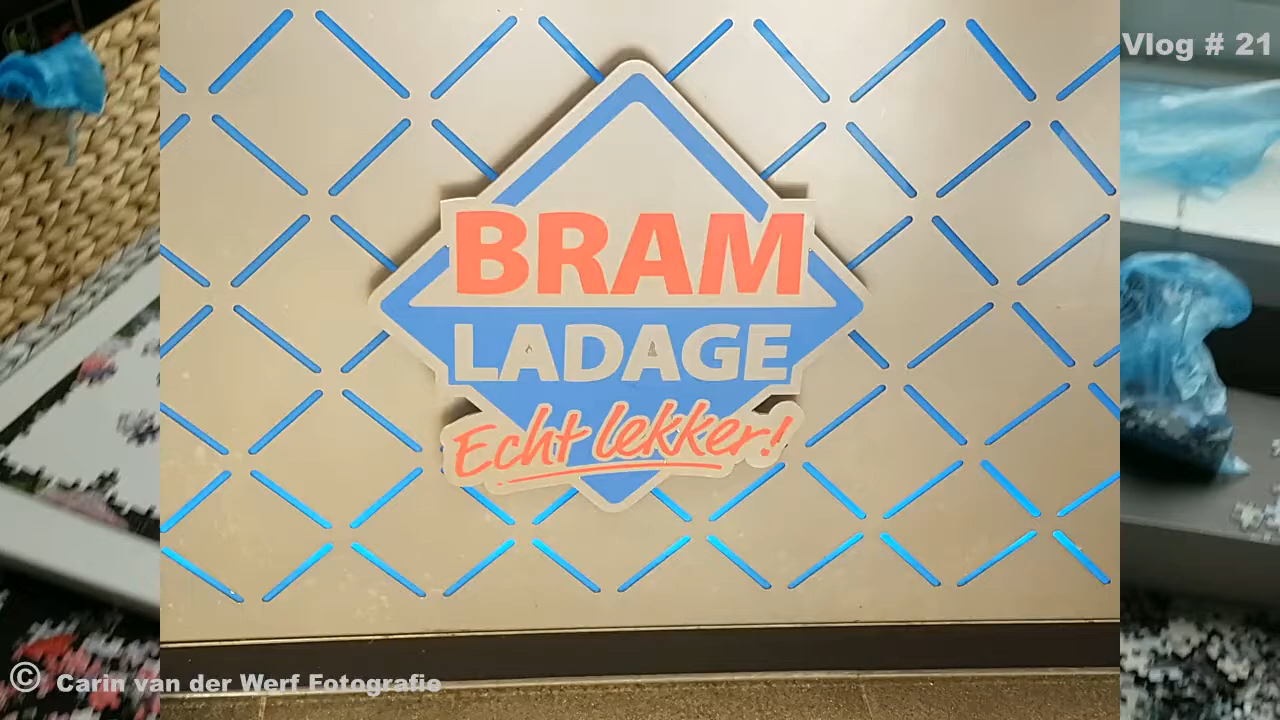 Vlog # 21
BRAM
LADAGE
Echt lekker!
© Carin van der Werf Fotografie